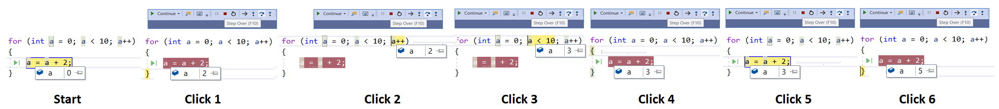 for (int a = 0; a < 10; a++)
{
a = a + 2;
a 0
}
Start
Continue
Step Over (F10)
for (int a = 0; a < 10; a++)
{
a = a + 2;
}
a 2
Click 1
Continue
Step Over (F10)
for (int a = 0; a < 10; a++)
a 2
{
a = a + 2;
}
Click 2
Continue
Step Over (F10)
for (int a = 0; a < 10; a++)
a 3
{
a = a + 2;
}
Click 3
Continue
Step Over (F10)
for (int a = 0; a < 10; a++)
{
a = a + 2;
}
a 3
Click 4
Continue
Step Over (F10)
for (int a = 0; a < 10; a++)
{
a = a + 2;
}
a 3
Click 5
Continue
Step Over (F10)
for (int a = 0; a < 10; a++)
{
a = a + 2;
}
a 5
Click 6